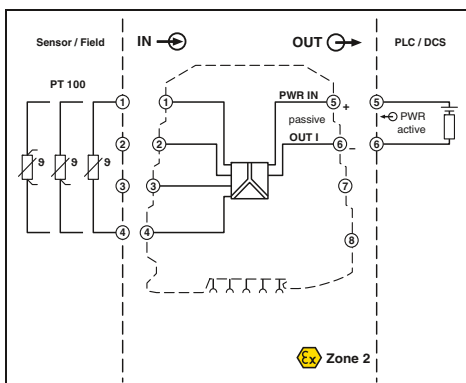 Sensor / Field
IN
OUT
PLC / DCS
PT 100
1
1
PWR IN
5
+
5
PWR
active
2
2
passive
OUT I
6
–
6
ϑ
ϑ
ϑ
3
3
7
4
4
8
Ex Zone 2